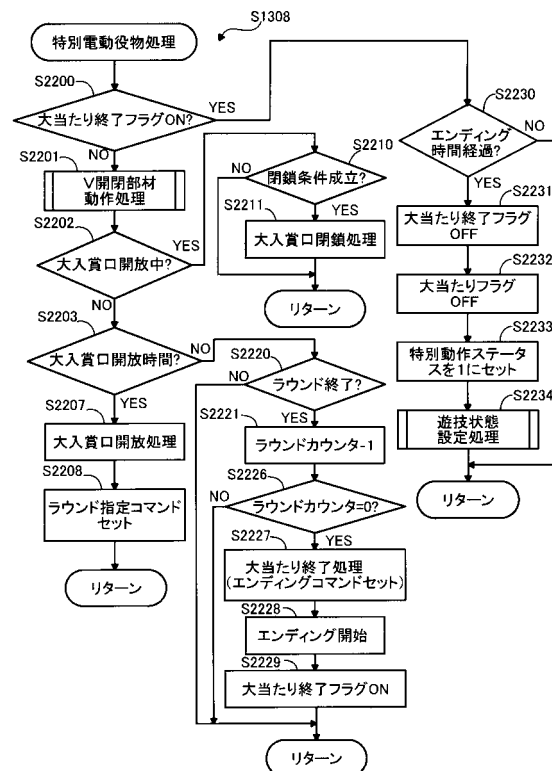 S1308
特別電動役物処理
S2200
大当たり終了フラグON?
YES
NO
S2201
V開閉部材
動作処理
S2202
大入賞口開放中?
YES
NO
S2203
大入賞口開放時間?
NO
YES
S2207
大入賞口開放処理
S2208
ラウンド指定コマンド
セット
リターン
S2210
閉鎖条件成立?
NO
YES
S2211
大入賞口閉鎖処理
リターン
S2220
ラウンド終了?
NO
YES
S2221
ラウンドカウンタ-1
S2226
ラウンドカウンタ=0?
NO
YES
S2227
大当たり終了処理
(エンディングコマンドセット)
S2228
エンディング開始
S2229
大当たり終了フラグON
リターン
S2230
エンディング
時間経過?
NO
YES
S2231
大当たり終了フラグ
OFF
S2232
大当たりフラグ
OFF
S2233
特別動作ステータ
スを1にセット
S2234
遊技状態
設定処理
リターン